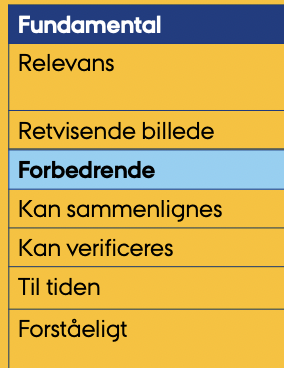 Fundamental
Relevans
Retvisende billede
Forbedrende
Kan sammenlignes
Kan verificeres
Til tiden
Forståeligt